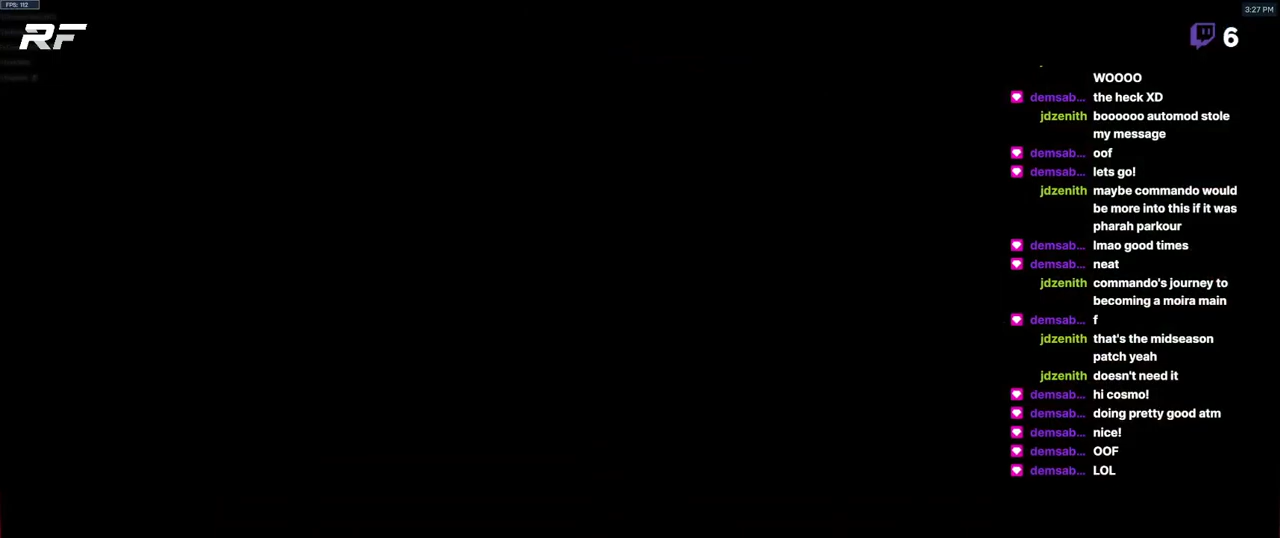 FPS: 112
3:27 PM
RF
6
WOOOO
demsab... the heck XD
jdzenith boooooo automod stole
my message
demsab... oof
demsab... lets go!
jdzenith maybe commando would
be more into this if it was
pharah parkour
demsab... lmao good times
demsab... neat
jdzenith commando's journey to
becoming a moira main
demsab... f
jdzenith that's the midseason
patch yeah
jdzenith doesn't need it
demsab... hi cosmo!
demsab... doing pretty good atm
demsab... nice!
demsab... OOF
demsab... LOL